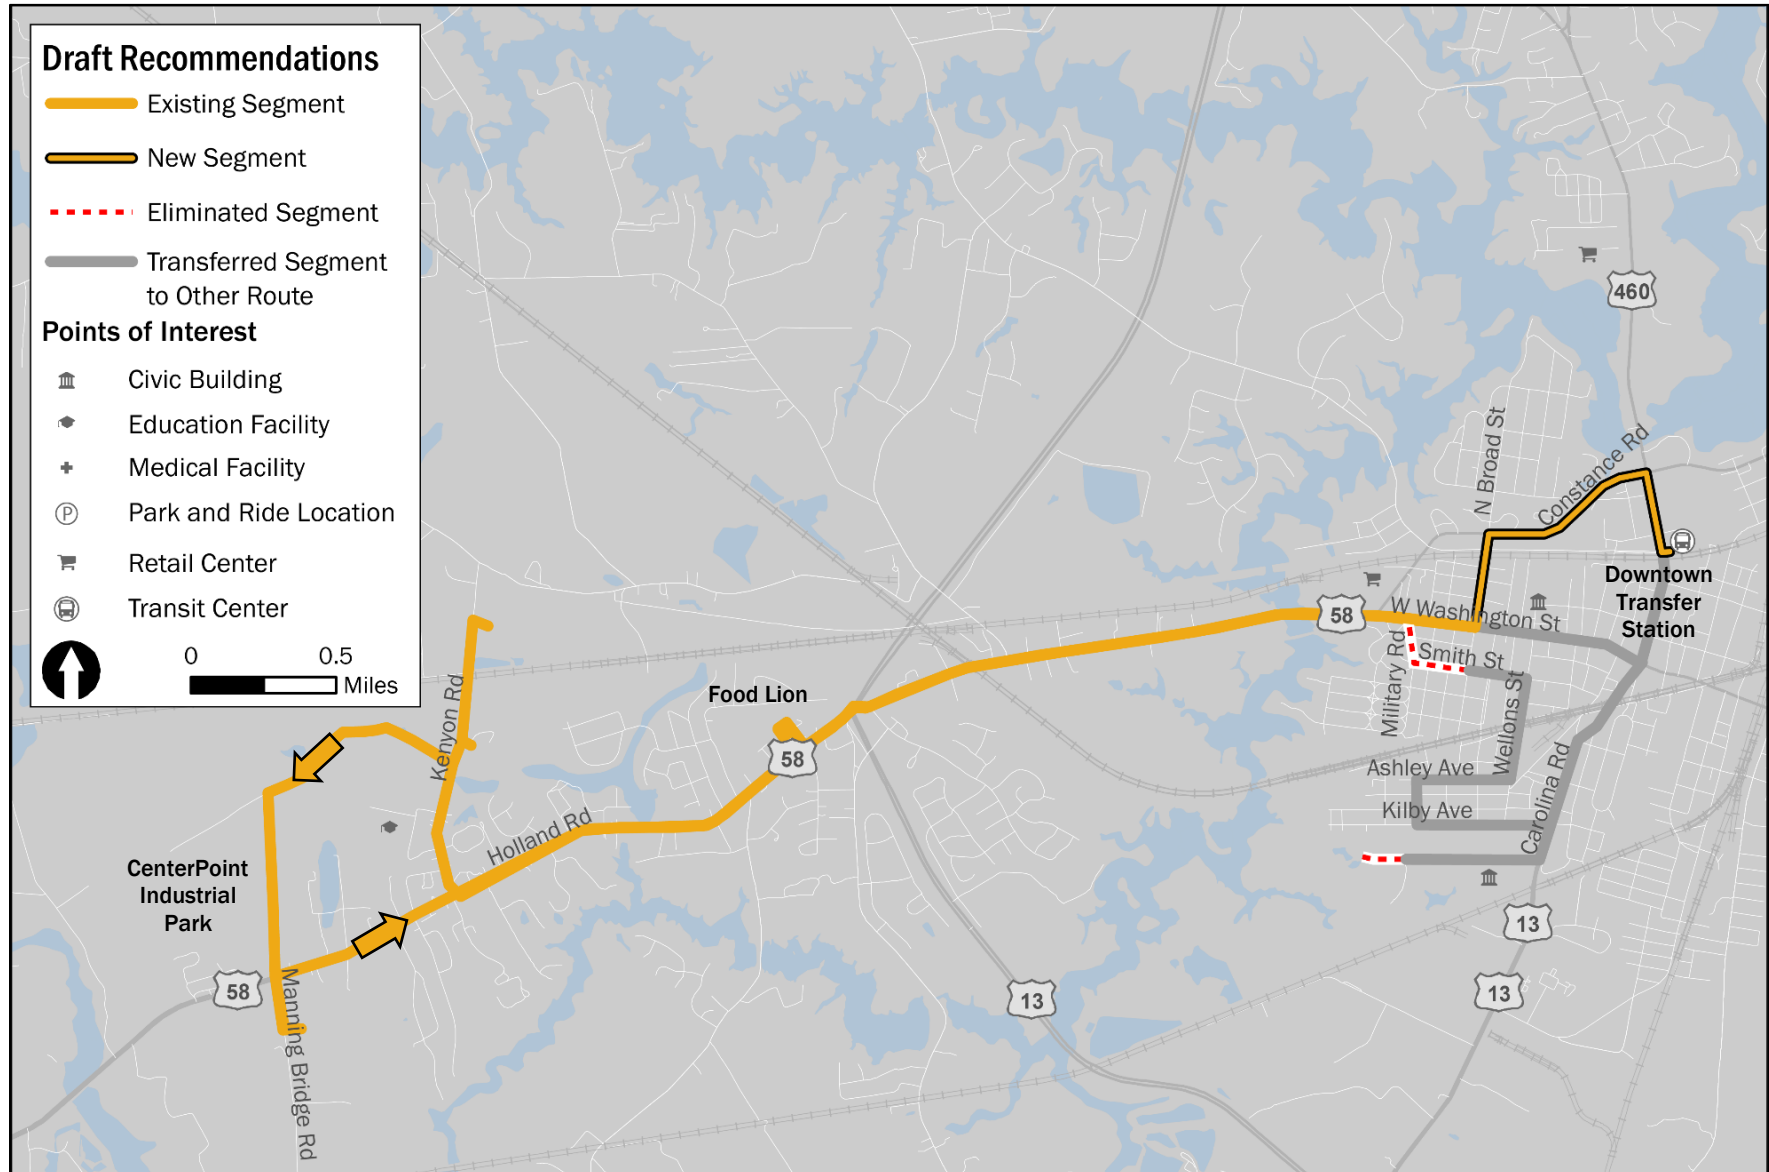 Draft Recommendations
Existing Segment
New Segment
Eliminated Segment
Transferred Segment
to Other Route
Points of Interest
Civic Building
Education Facility
Medical Facility
P
Park and Ride Location
Retail Center
Transit Center
0
0.5
Miles
460
N Broad St
Constance Rd
Downtown
Transfer
Station
58
W Washington St
Smith St
Military Rd
Wellons St
Ashley Ave
Kilby Ave
Carolina Rd
Food Lion
58
Kenyon Rd
Holland Rd
CenterPoint
Industrial
Park
58
Manning Bridge Rd
13
13
13